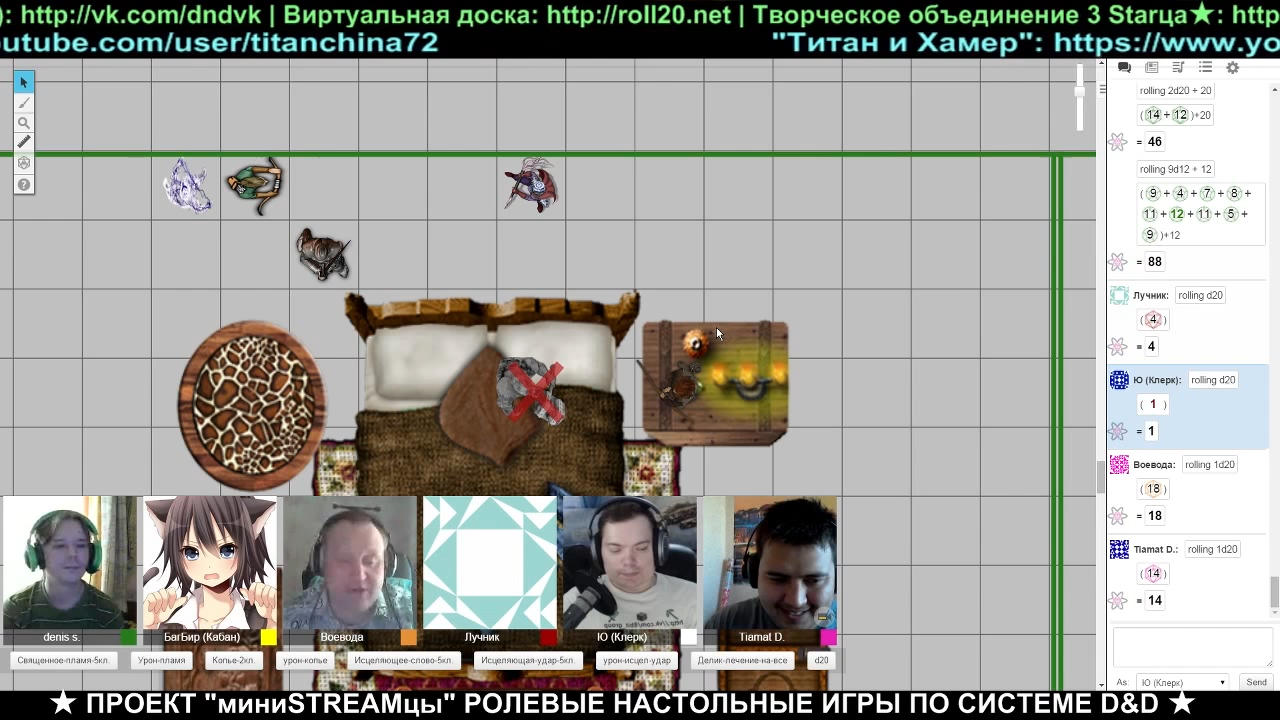 ): http://vk.com/dndvk | Виртуальная доска: http://roll20.net | Творческое объединение 3 Starца★: http
outube.com/user/titanchina72 "Титан и Хамер": https://www.yo
rolling 2d20 + 20
(14+12)+20
= 46
rolling 9d12 + 12
(9+4+7+8+
11+12+11+5+
9)+12
= 88
Лучник: rolling d20
(4)
= 4
Ю (Клерк): rolling d20
(1)
= 1
Воевода: rolling 1d20
(18)
= 18
Tiamat D.: rolling 1d20
(14)
= 14
As: Ю (Клерк) Send
denis s. БагБир (Кабан) Воевода Лучник Ю (Клерк) Tiamat D.
Священное-пламя-5кл. Урон-пламя Копье-2кл. урон-копье Исцеляющее-слово-5кл. Исцеляющая-удар-5кл. урон-исцел-удар Делик-лечение-на-все d20
★ ПРОЕКТ "миниSTREAMцы" РОЛЕВЫЕ НАСТОЛЬНЫЕ ИГРЫ ПО СИСТЕМЕ D&D ★